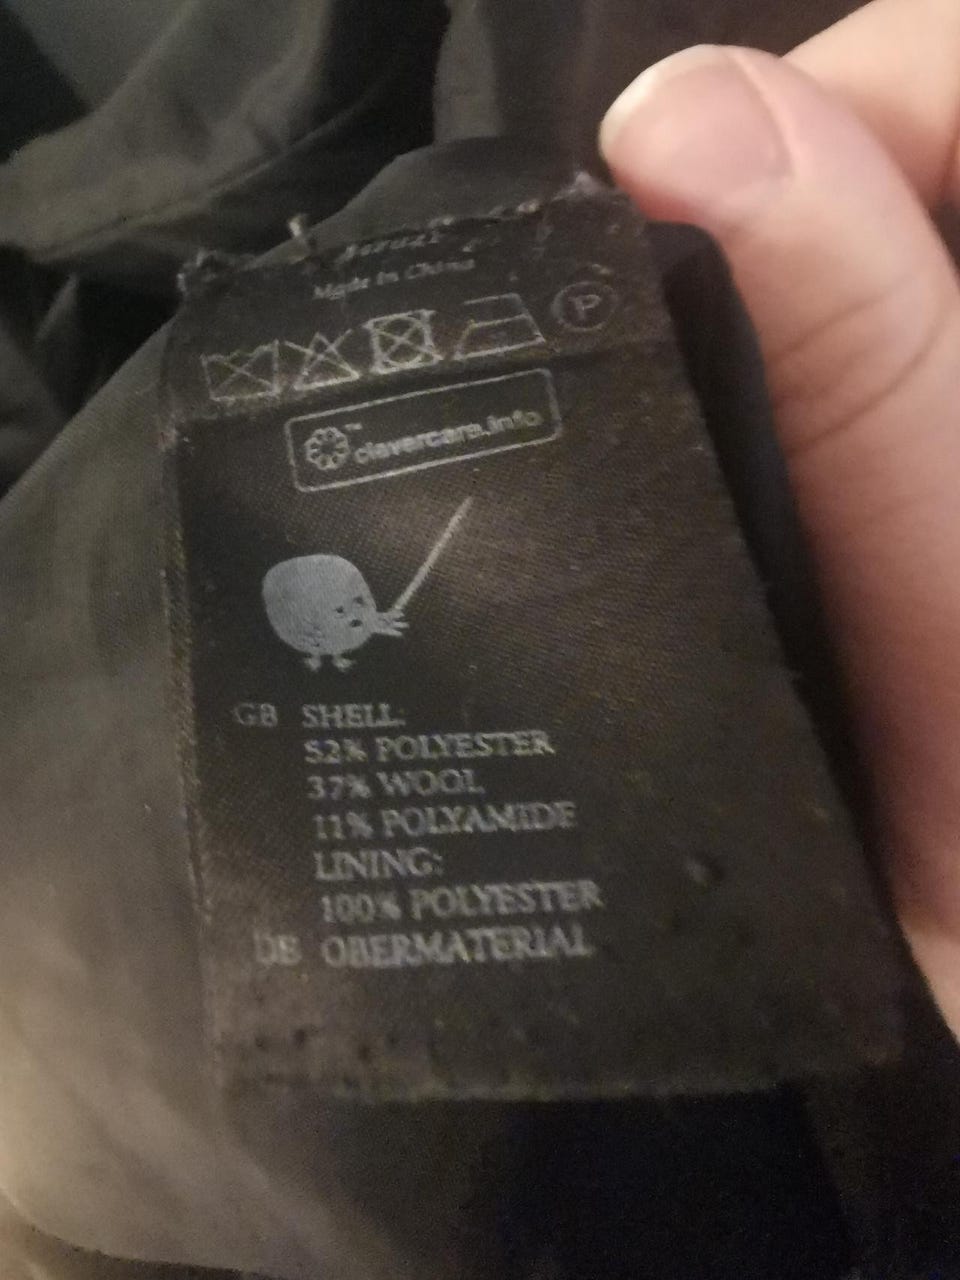 Made in China
P
clevercare.info
GB SHELL:
52% POLYESTER
37% WOOL
11% POLYAMIDE
LINING:
100% POLYESTER
DE OBERMATERIAL